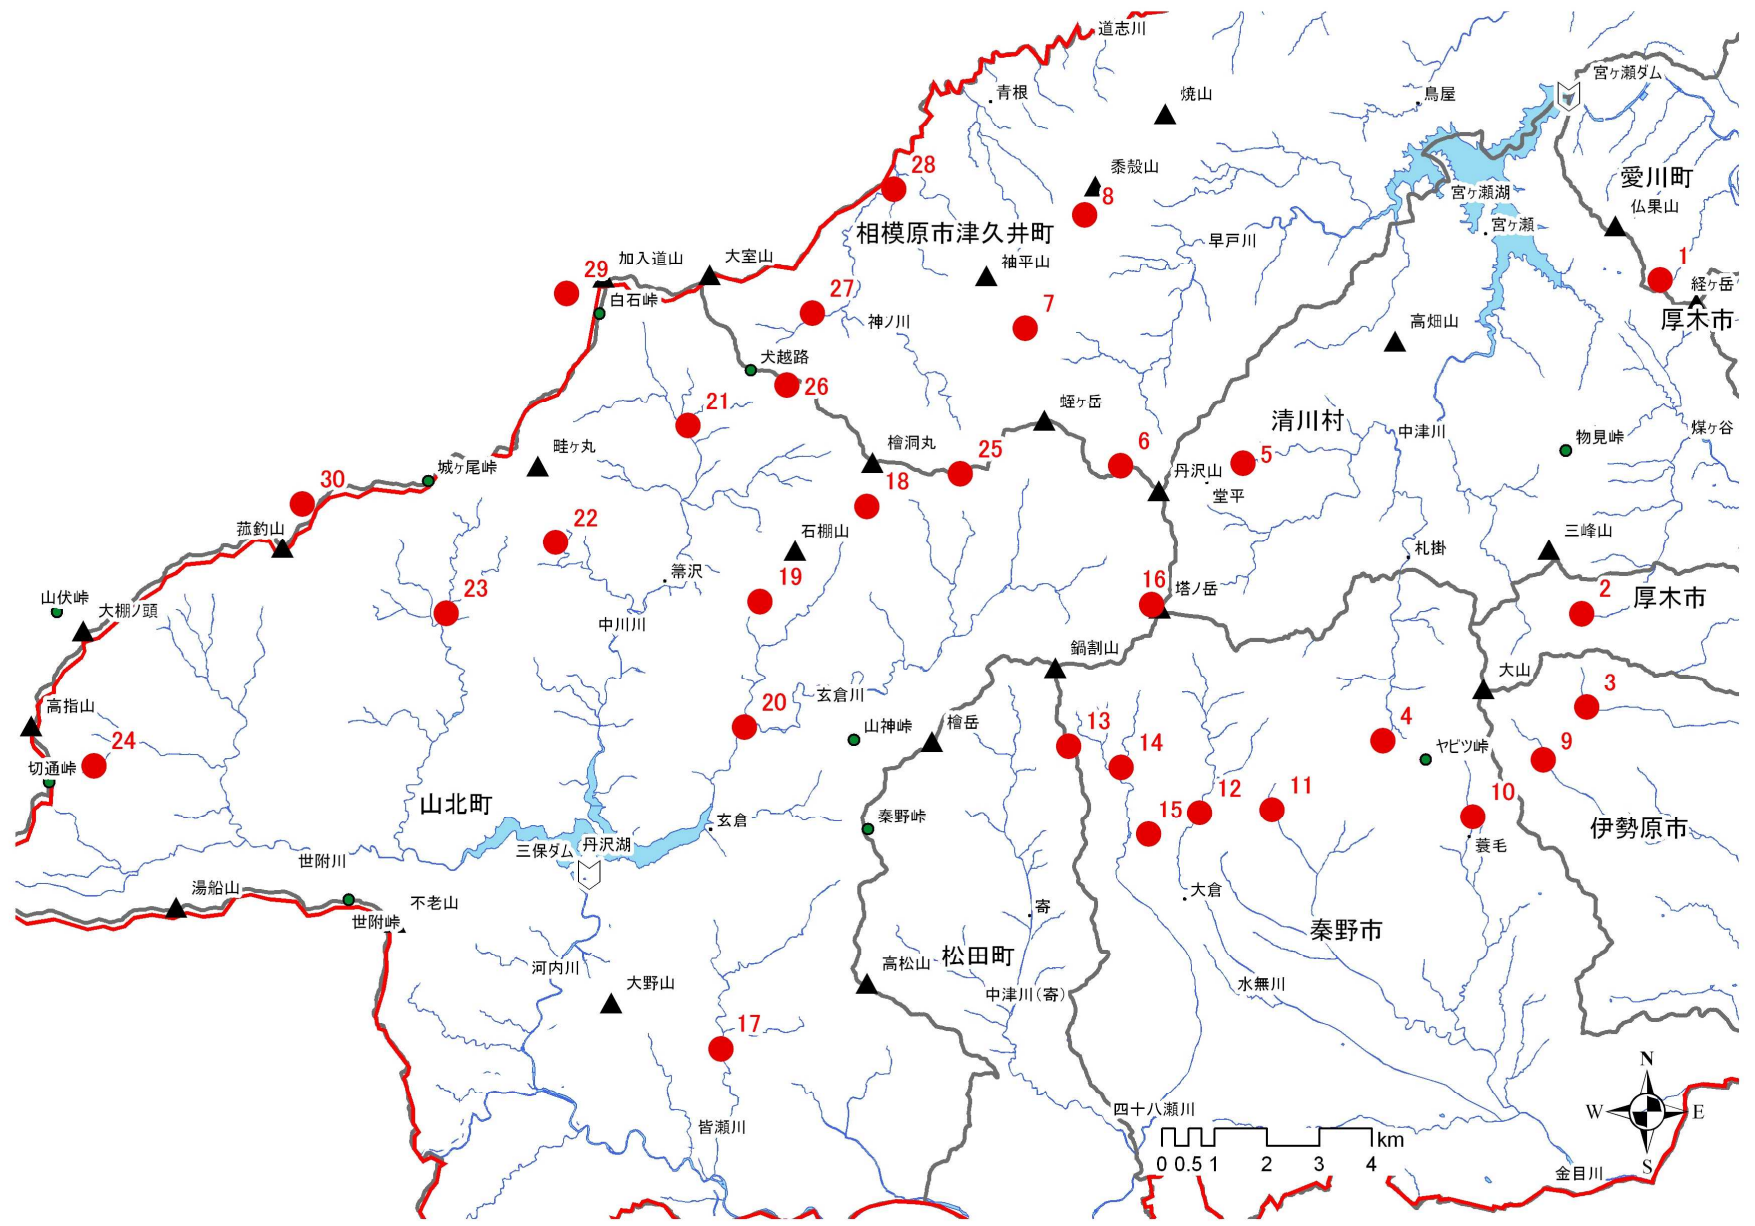 道志川
宮ヶ瀬ダム
青根
焼山
鳥屋
28
黍殻山
8
愛川町
宮ヶ瀬湖
仏果山
相模原市津久井町
宮ヶ瀬
早戸川
加入道山
大室山
袖平山
1
29
経ヶ岳
白石峠
27
7
神ノ川
高畑山
厚木市
犬越路
26
21
蛭ヶ岳
清川村
中津川
煤ヶ谷
畦ヶ丸
檜洞丸
25
6
5
物見峠
城ヶ尾峠
丹沢山
30
18
堂平
菰釣山
22
石棚山
三峰山
札掛
箒沢
19
16
塔ノ岳
23
2
厚木市
山伏峠
大棚ノ頭
中川川
鍋割山
大山
玄倉川
3
高指山
20
山神峠
檜岳
13
4
24
14
ヤビツ峠
9
切通峠
山北町
12
11
10
玄倉
秦野峠
15
伊勢原市
三保ダム
丹沢湖
蓑毛
世附川
湯船山
大倉
不老山
寄
世附峠
秦野市
松田町
河内川
高松山
大野山
水無川
中津川(寄)
17
N
四十八瀬川
W
E
皆瀬川
km
0 0.5 1 2 3 4
S
金目川